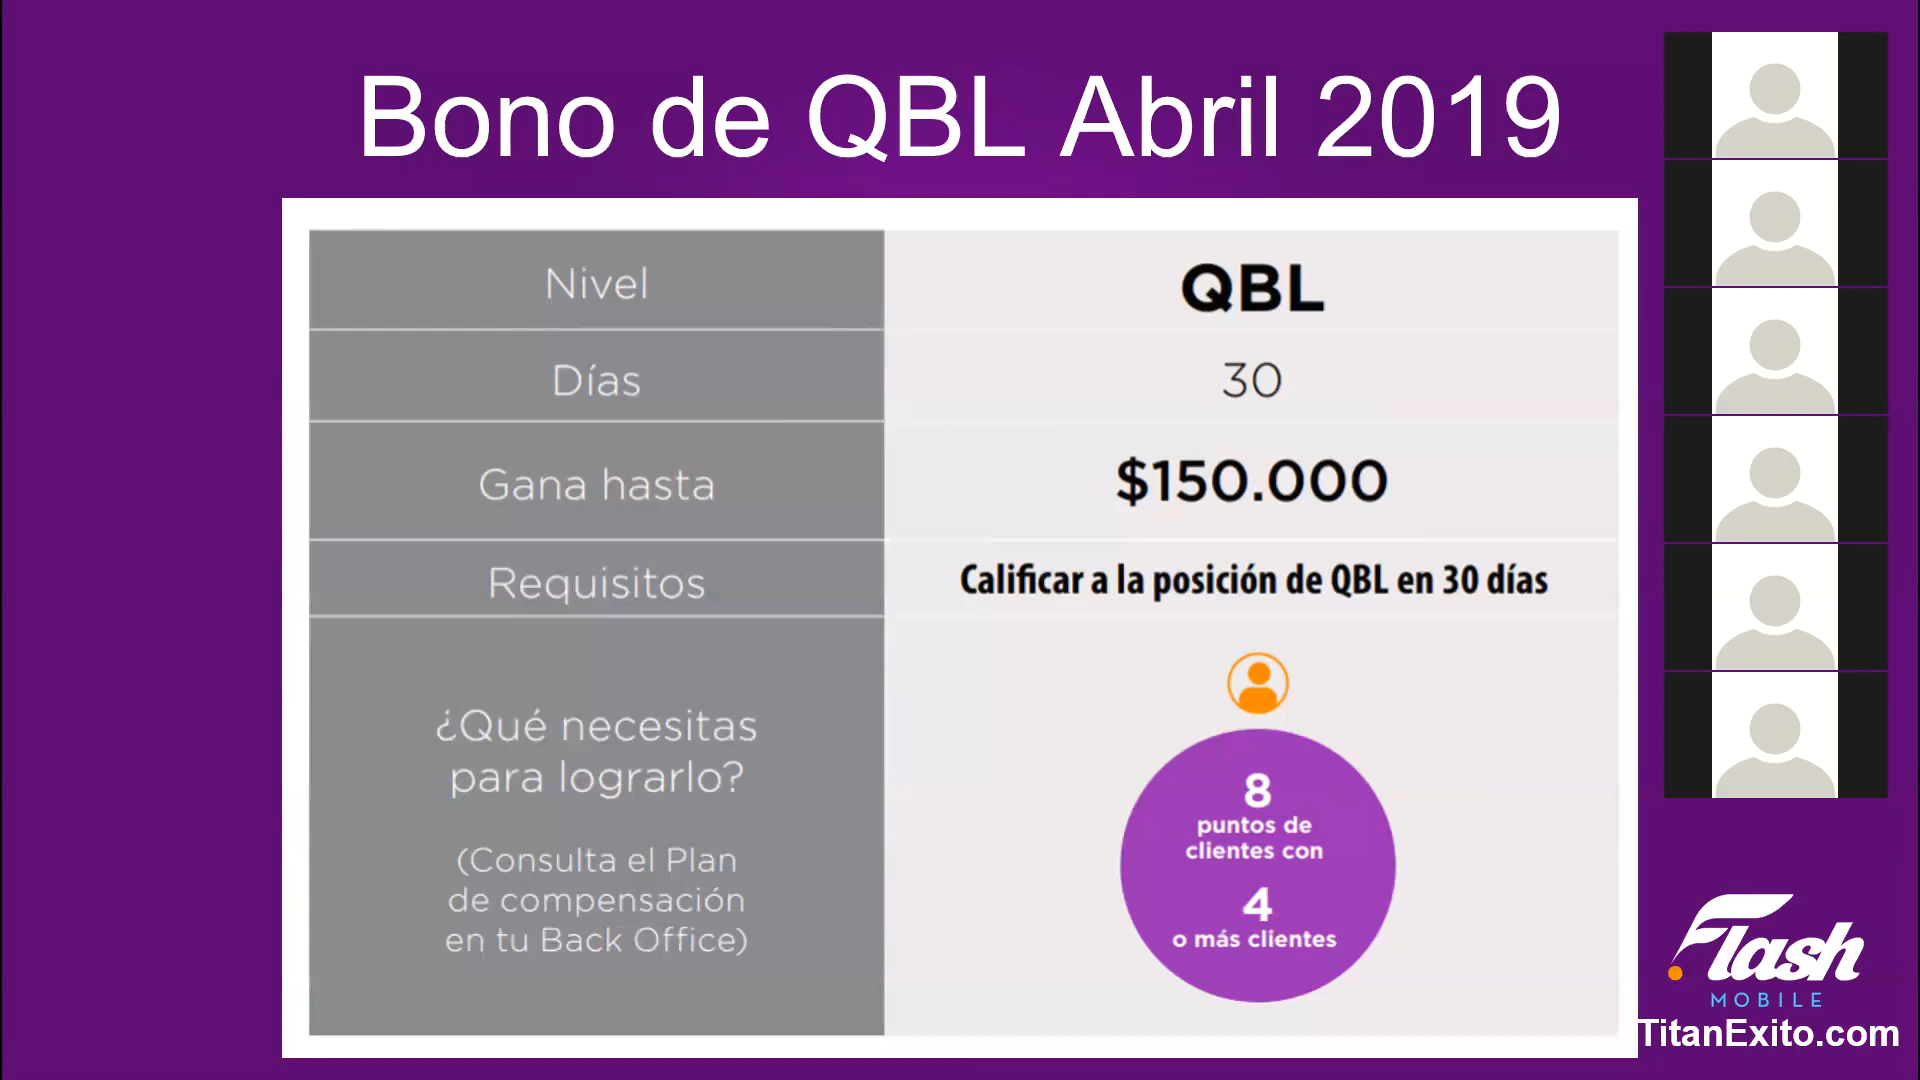 Bono de QBL Abril 2019
Nivel
QBL
Días
30
Gana hasta
$150.000
Requisitos
Calificar a la posición de QBL en 30 días
¿Qué necesitas
para lograrlo?
(Consulta el Plan
de compensación
en tu Back Office)
8
puntos de
clientes con
4
o más clientes
Flash
MOBILE
TitanExito.com